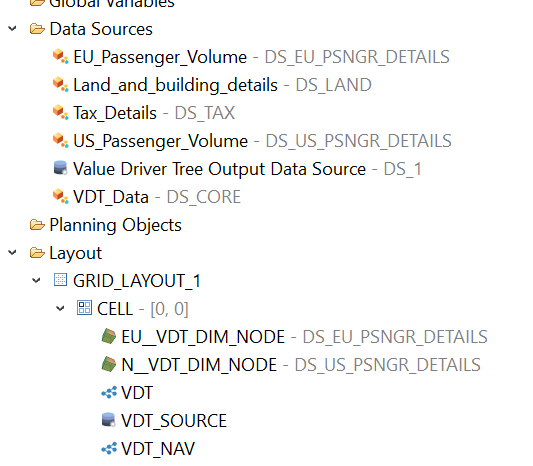 Global Variables
Data Sources
EU_Passenger_Volume - DS_EU_PSNGR_DETAILS
Land_and_building_details - DS_LAND
Tax_Details - DS_TAX
US_Passenger_Volume - DS_US_PSNGR_DETAILS
Value Driver Tree Output Data Source - DS_1
VDT_Data - DS_CORE
Planning Objects
Layout
GRID_LAYOUT_1
CELL - [0, 0]
EU__VDT_DIM_NODE - DS_EU_PSNGR_DETAILS
N__VDT_DIM_NODE - DS_US_PSNGR_DETAILS
VDT
VDT_SOURCE
VDT_NAV